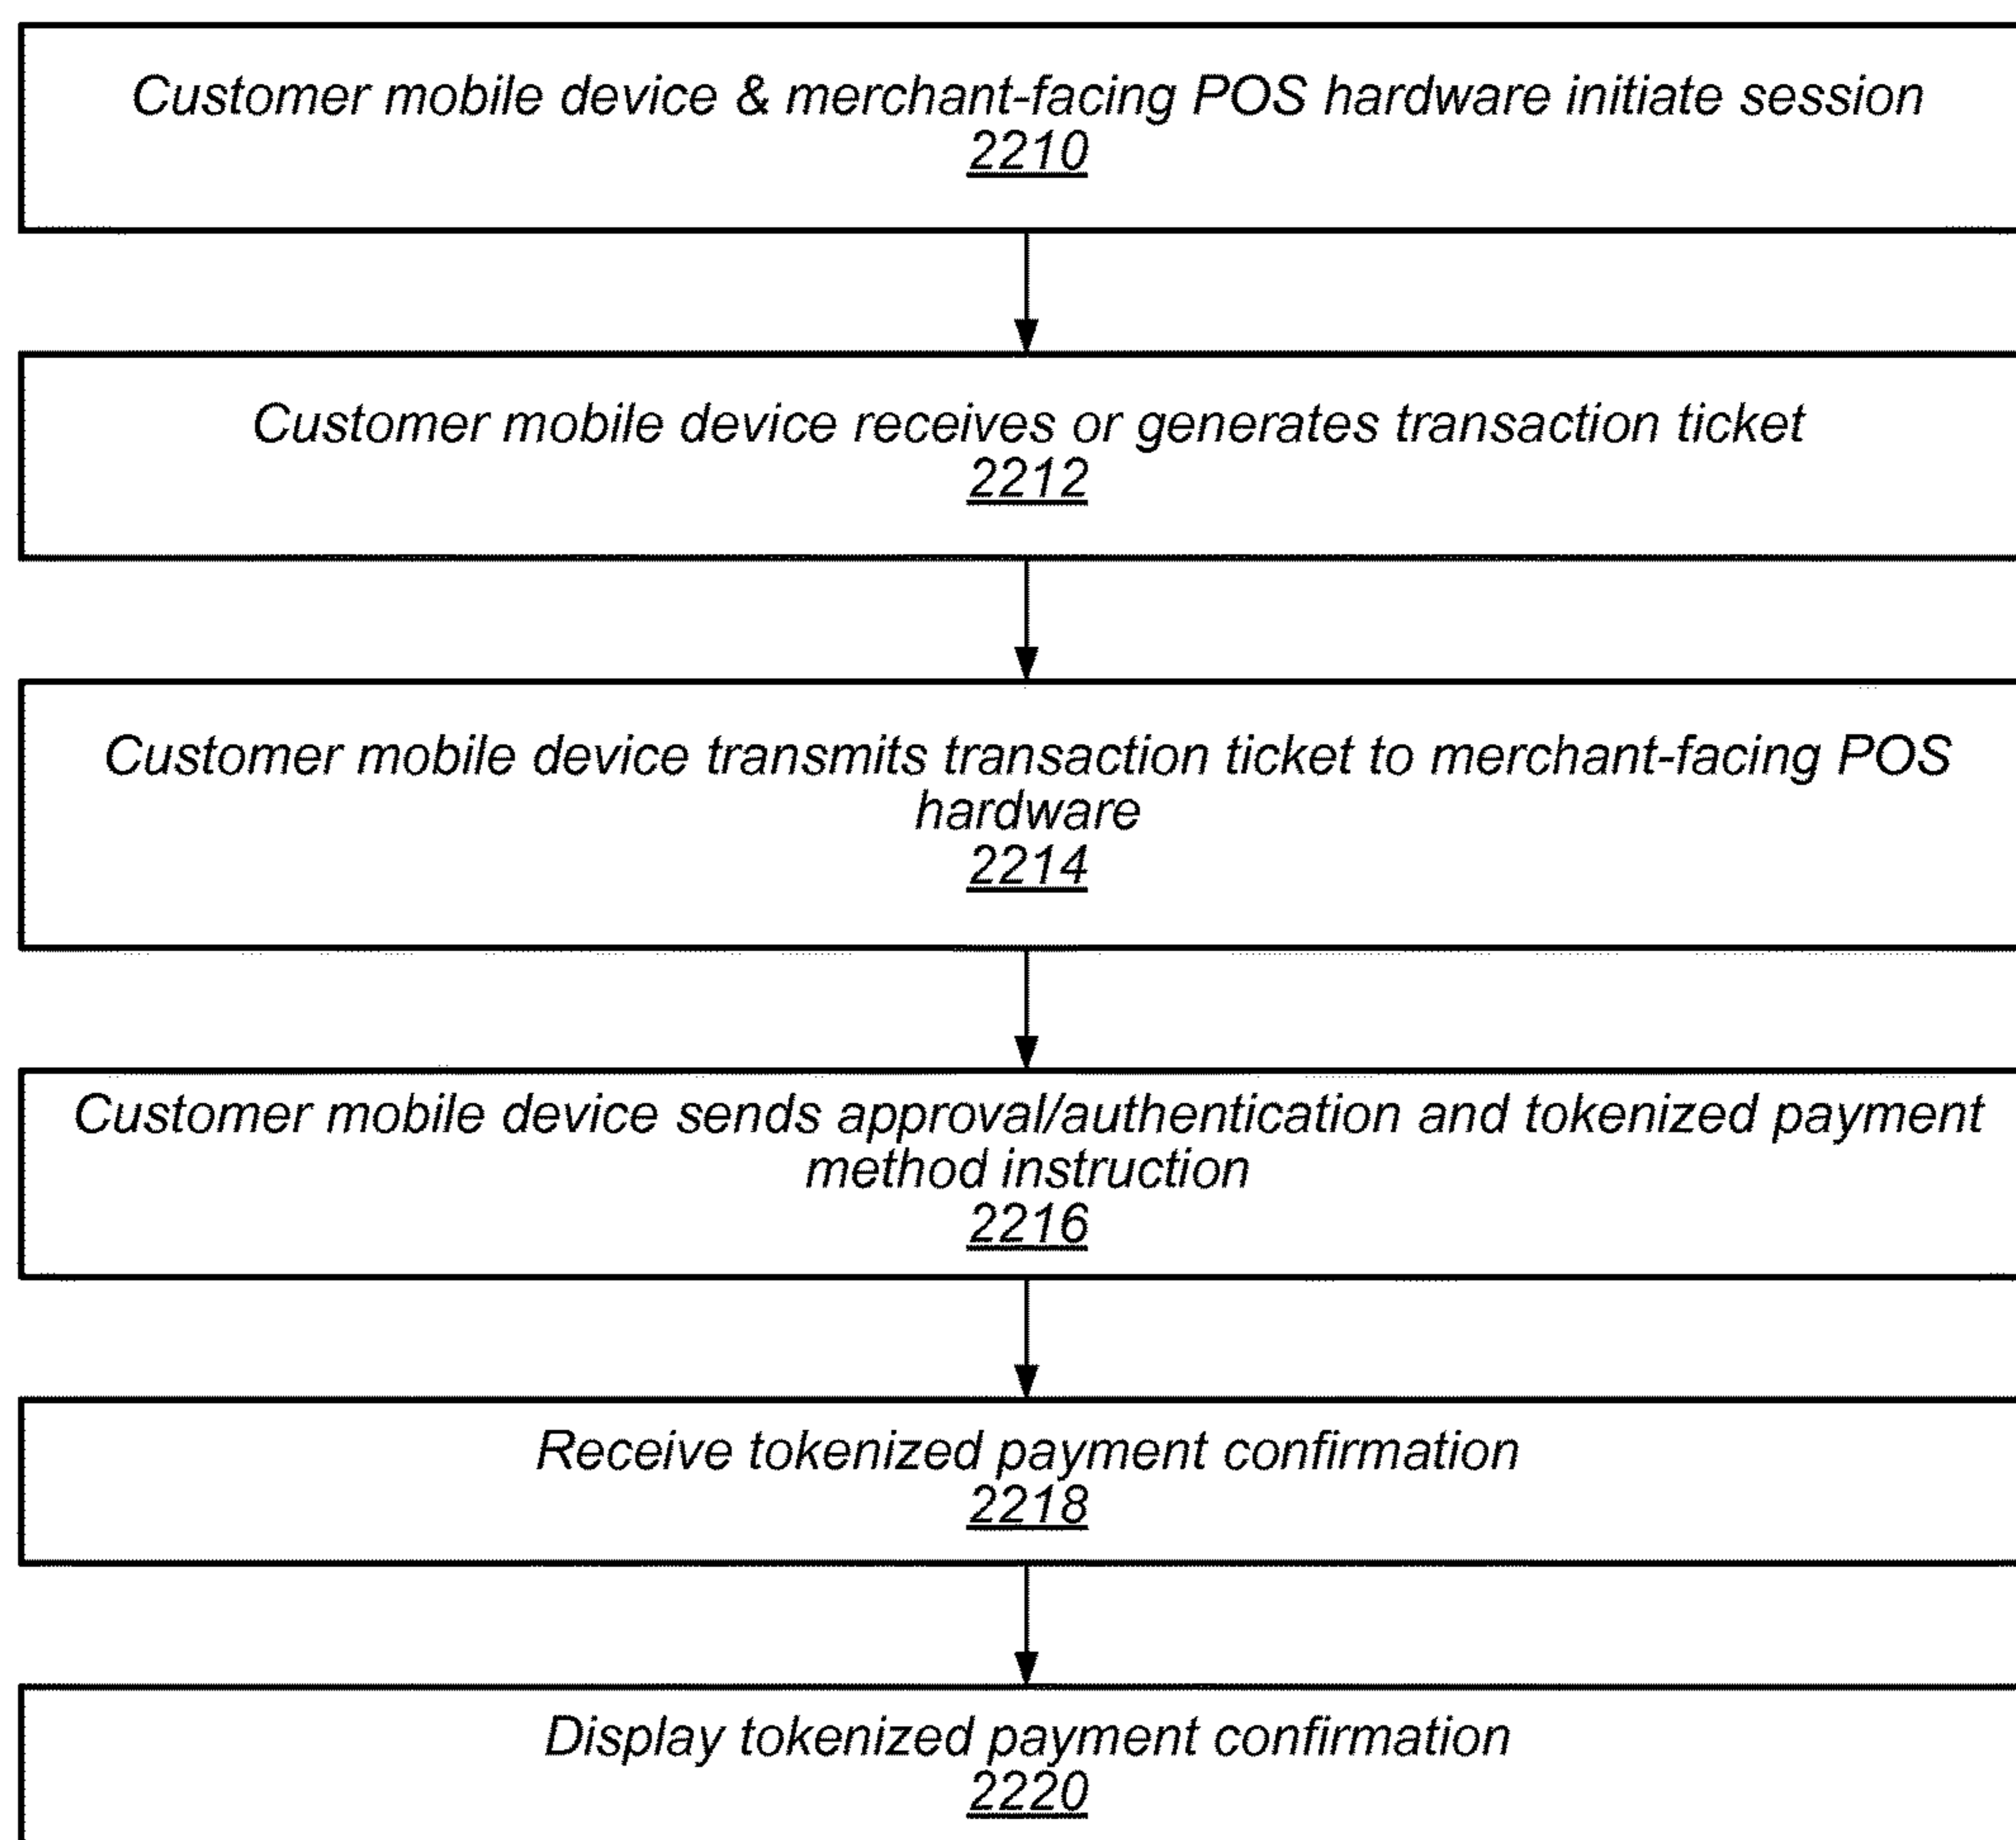 Customer mobile device & merchant-facing POS hardware initiate session
2210
Customer mobile device receives or generates transaction ticket
2212
Customer mobile device transmits transaction ticket to merchant-facing POS
hardware
2214
Customer mobile device sends approval/authentication and tokenized payment
method instruction
2216
Receive tokenized payment confirmation
2218
Display tokenized payment confirmation
2220